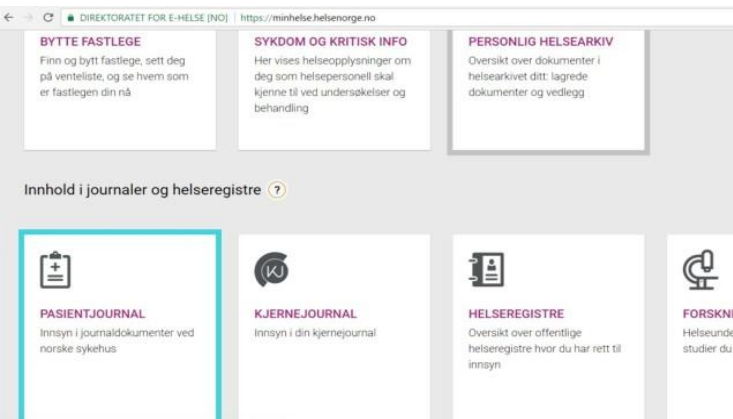 DIREKTORATET FOR E-HELSE [NO] https://minhelse.helsenorge.no
BYTTE FASTLEGE
Finn og bytt fastlege, sett deg
på venteliste, og se hvem som
er fastlegen din nå
SYKDOM OG KRITISK INFO
Her vises helseopplysninger om
deg som helsepersonell skal
kjenne til ved undersøkelser og
behandling
PERSONLIG HELSEARKIV
Oversikt over dokumenter i
helsearkivet ditt: lagrede
dokumenter og vedlegg
Innhold i journaler og helseregistre ?
PASIENTJOURNAL
Innsyn i journaldokumenter ved
norske sykehus
KJ
KJERNEJOURNAL
Innsyn i din kjernejournal
HELSEREGISTRE
Oversikt over offentlige
helseregistre hvor du har rett til
innsyn
FORSKNI
Helseunde
studier du